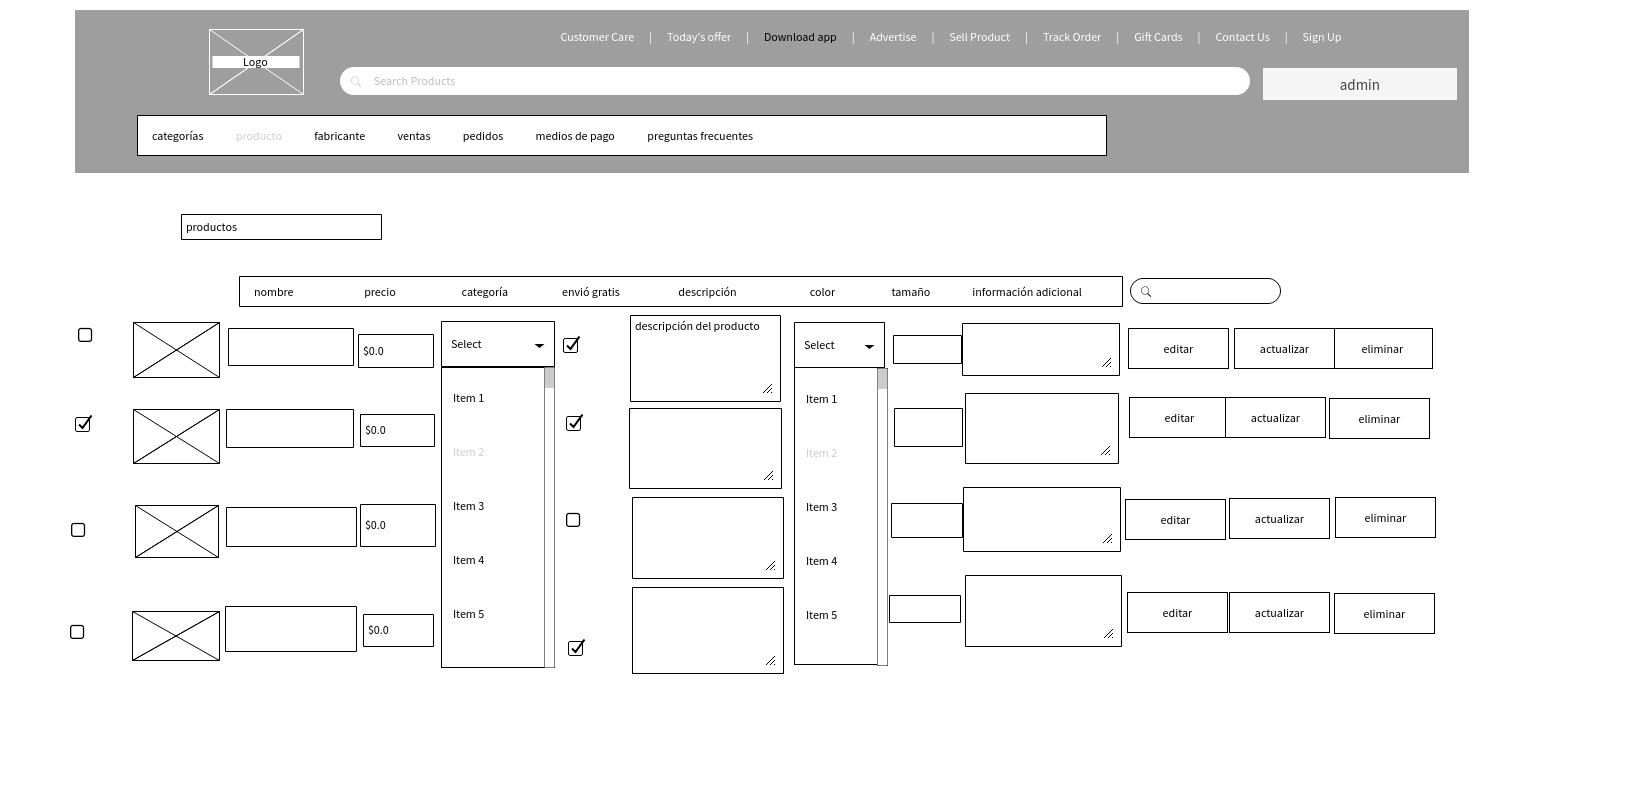 Customer Care | Today's offer | Download app | Advertise | Sell Product | Track Order | Gift Cards | Contact Us | Sign Up
Logo
Search Products
admin
categorías producto fabricante ventas pedidos medios de pago preguntas frecuentes
productos
nombre precio categoría envió gratis descripción color tamaño información adicional
descripción del producto
$0.0 Select Select editar actualizar eliminar
Item 1 Item 1
$0.0 editar actualizar eliminar
Item 2 Item 2
Item 3 Item 3
$0.0 editar actualizar eliminar
Item 4 Item 4
Item 5 Item 5 editar actualizar eliminar
$0.0